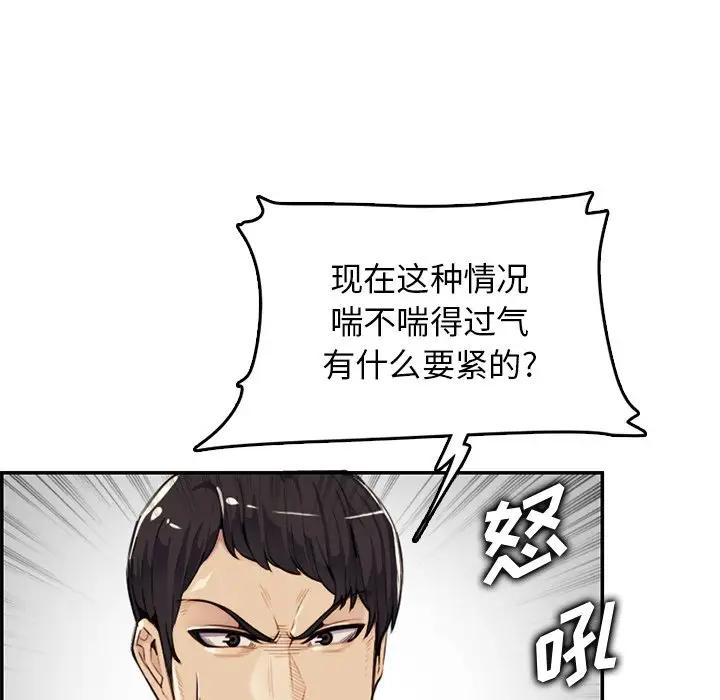 现在这种情况
喘不喘得过气
有什么要紧的?
怒
吼